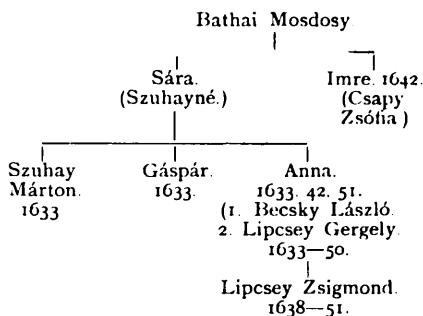 Bathai Mosdosy
Sára.
(Szuhayné.)
Imre. 1642.
(Csapy
Zsófia)
Szuhay
Márton.
1633
Gáspár.
1633.
Anna.
1633. 42. 51.
(1. Becsky László.
2. Lipcsey Gergely.
1633—50.
Lipcsey Zsigmond.
1638—51.